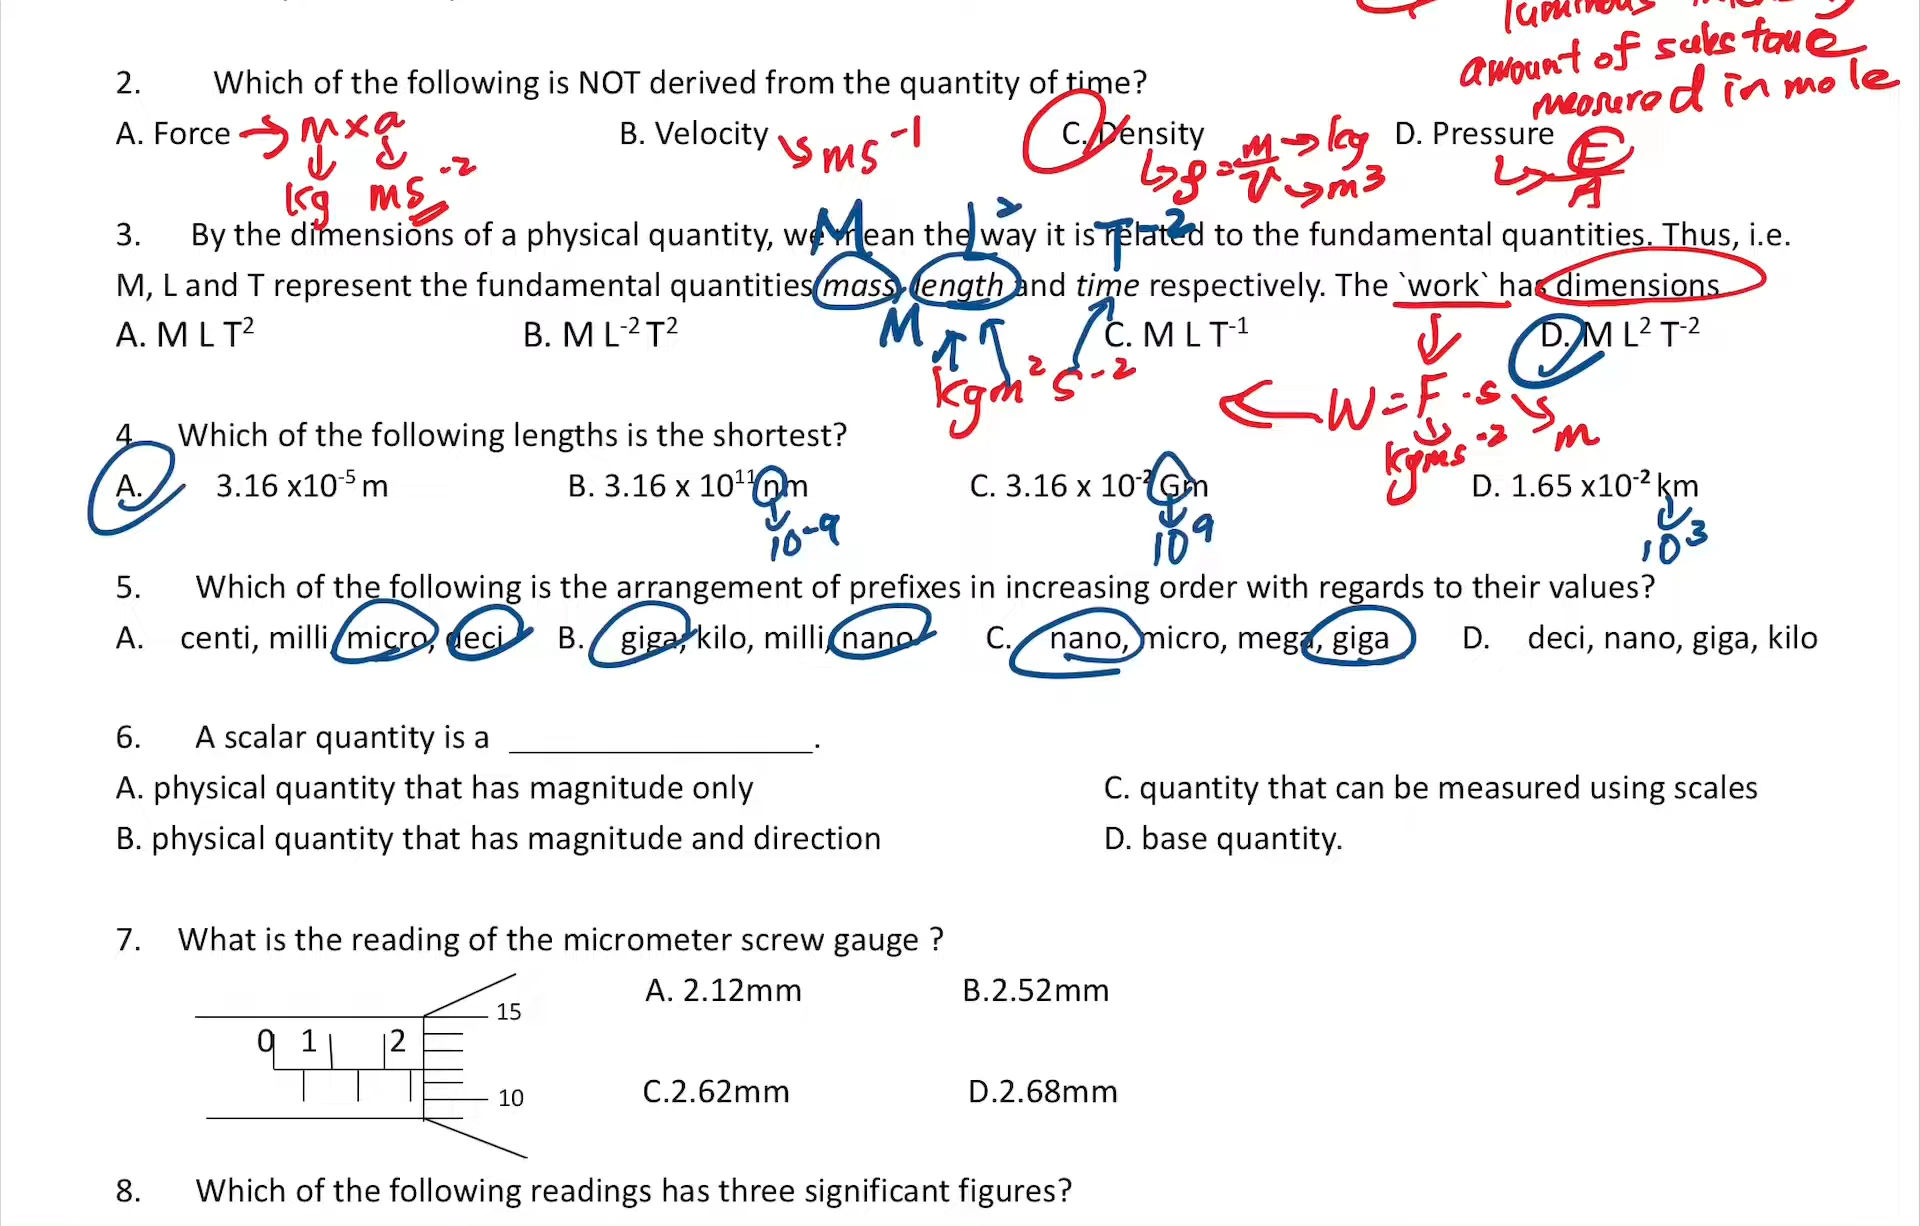 luminous
amount of substance
measured in mole
2. Which of the following is NOT derived from the quantity of time?
A. Force → m x a B. Velocity ↘ ms⁻¹ C. Density D. Pressure
↓ ↓
kg ms⁻²
↳ ρ = m/v → kg → m3
↳ F/A
M L² T⁻²
3. By the dimensions of a physical quantity, we mean the way it is related to the fundamental quantities. Thus, i.e.
M, L and T represent the fundamental quantities mass, length and time respectively. The `work` has dimensions
A. M L T² B. M L⁻² T² C. M L T⁻¹ D. M L² T⁻²
M
kgm² s⁻²
W = F . s ↘ m
kgms⁻²
4. Which of the following lengths is the shortest?
A. 3.16 x10⁻⁵ m B. 3.16 x 10¹¹ nm C. 3.16 x 10⁻² Gm D. 1.65 x10⁻² km
10⁻⁹ 10⁹ 10³
5. Which of the following is the arrangement of prefixes in increasing order with regards to their values?
A. centi, milli, micro, deci B. giga, kilo, milli, nano C. nano, micro, mega, giga D. deci, nano, giga, kilo
6. A scalar quantity is a _________________.
A. physical quantity that has magnitude only C. quantity that can be measured using scales
B. physical quantity that has magnitude and direction D. base quantity.
7. What is the reading of the micrometer screw gauge ?
A. 2.12mm B.2.52mm
15
0 1 2
C.2.62mm D.2.68mm
10
8. Which of the following readings has three significant figures?